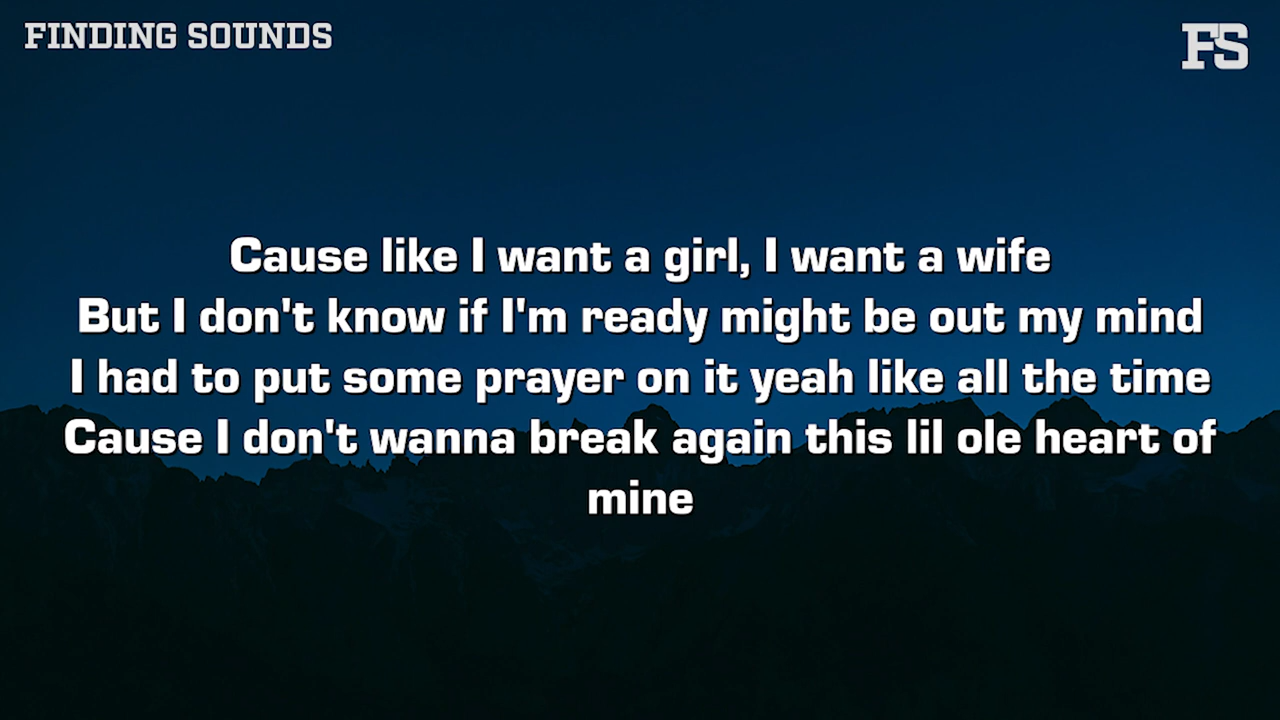 FINDING SOUNDS
FS
Cause like I want a girl, I want a wife
But I don't know if I'm ready might be out my mind
I had to put some prayer on it yeah like all the time
Cause I don't wanna break again this lil ole heart of
mine